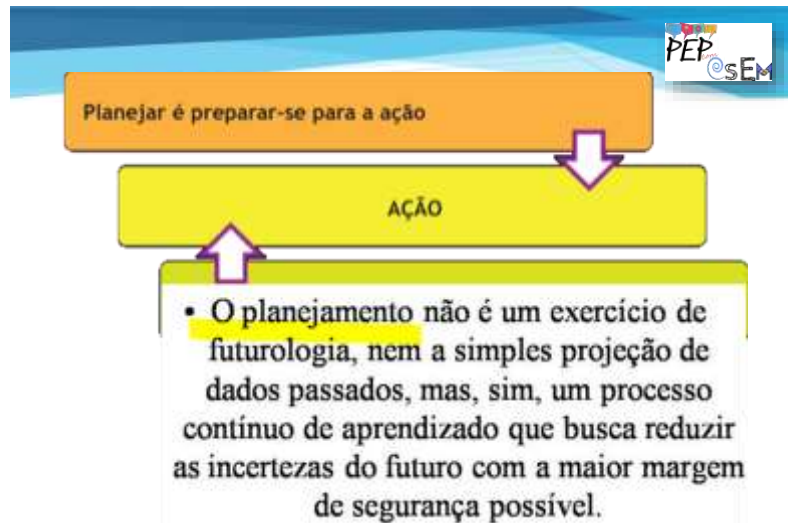 PEP
@sEM
Planejar é preparar-se para a ação
AÇÃO
• O planejamento não é um exercício de
futurologia, nem a simples projeção de
dados passados, mas, sim, um processo
contínuo de aprendizado que busca reduzir
as incertezas do futuro com a maior margem
de segurança possível.